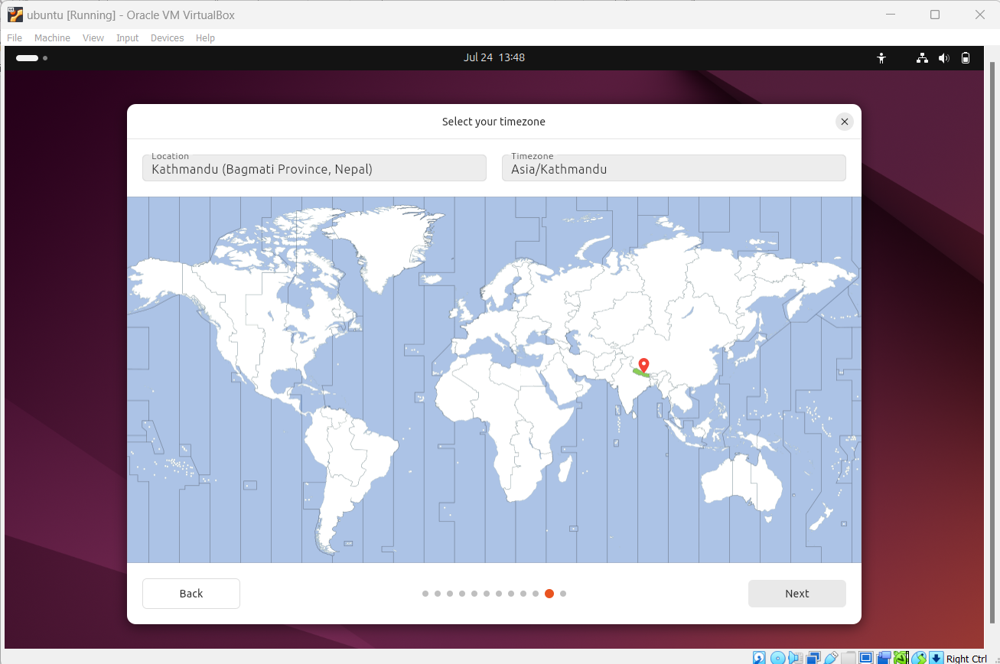 ubuntu [Running] - Oracle VM VirtualBox
File Machine View Input Devices Help
Jul 24 13:48
Select your timezone
Location
Kathmandu (Bagmati Province, Nepal)
Timezone
Asia/Kathmandu
Back
Next
Right Ctrl